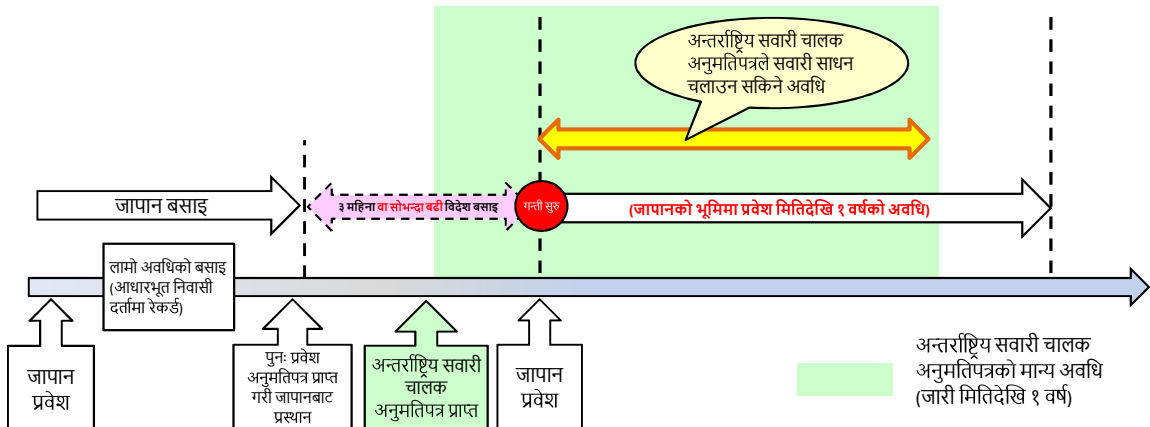 अन्तर्राष्ट्रिय सवारी चालक
अनुमतिपत्रले सवारी साधन
चलाउन सकिने अवधि
जापान बसाइ
३ महिना वा सोभन्दा बढी विदेश बसाइ
गन्ती सुरु
(जापानको भूमिमा प्रवेश मितिदेखि १ वर्षको अवधि)
लामो अवधिको बसाइ
(आधारभूत निवासी
दर्तामा रेकर्ड)
जापान
प्रवेश
पुनः प्रवेश
अनुमतिपत्र प्राप्त
गरी जापानबाट
प्रस्थान
अन्तर्राष्ट्रिय सवारी
चालक
अनुमतिपत्र प्राप्त
जापान
प्रवेश
अन्तर्राष्ट्रिय सवारी चालक
अनुमतिपत्रको मान्य अवधि
(जारी मितिदेखि १ वर्ष)